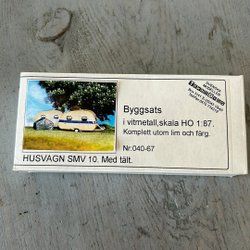 Byggsats
i vitmetall,skala HO 1:87.
Komplett utom lim och färg.
Nr.040-67
HUSVAGN SMV 10. Med tält.